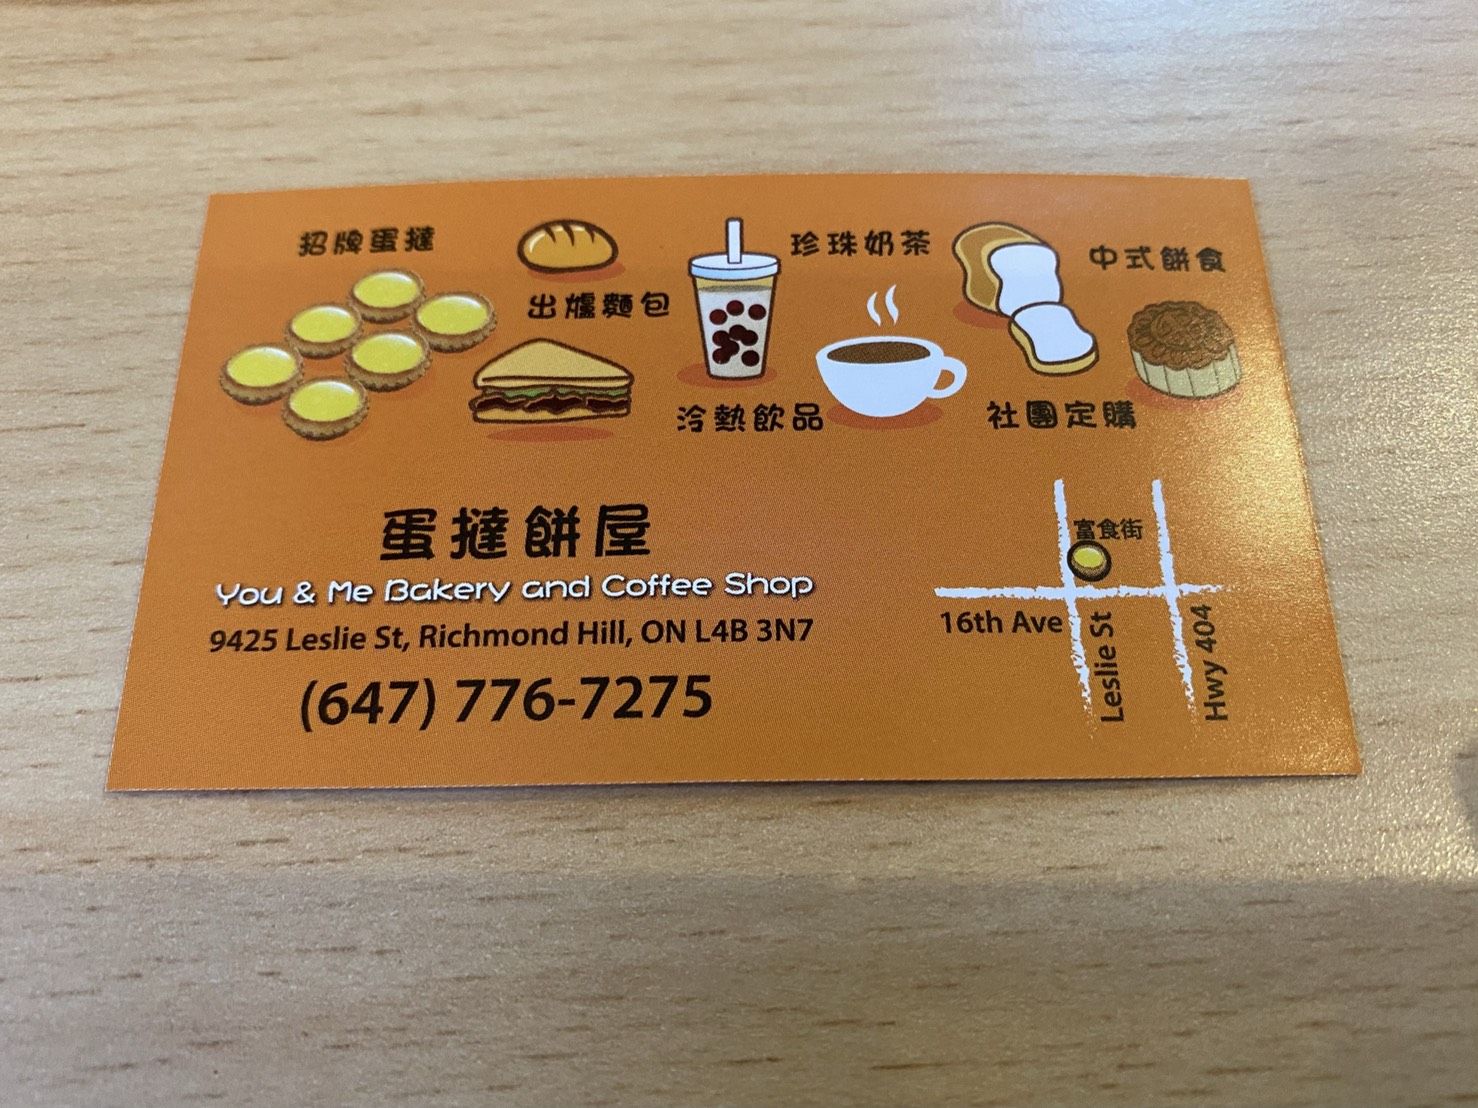 招牌蛋撻
出爐麵包
珍珠奶茶
冷熱飲品
中式餅食
社團定購
蛋撻餅屋
You & Me Bakery and Coffee Shop
9425 Leslie St, Richmond Hill, ON L4B 3N7
(647) 776-7275
富食街
16th Ave
Leslie St
Hwy 404